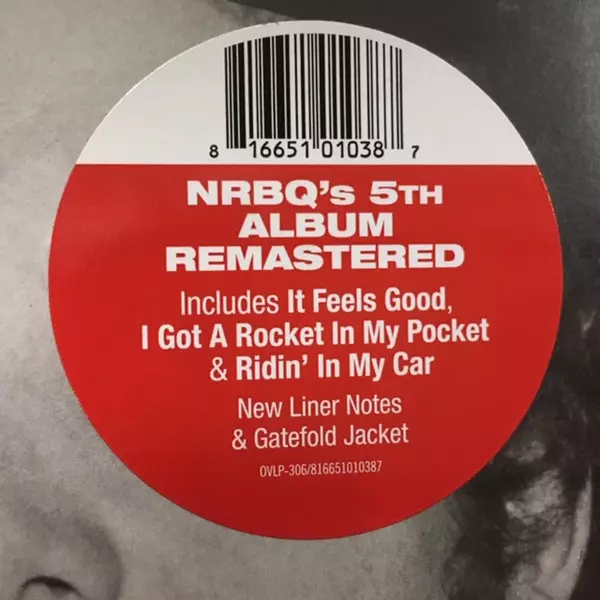 8 16651 01038 7
NRBQ's 5TH
ALBUM
REMASTERED
Includes It Feels Good,
I Got A Rocket In My Pocket
& Ridin' In My Car
New Liner Notes
& Gatefold Jacket
OVLP-306/816651010387